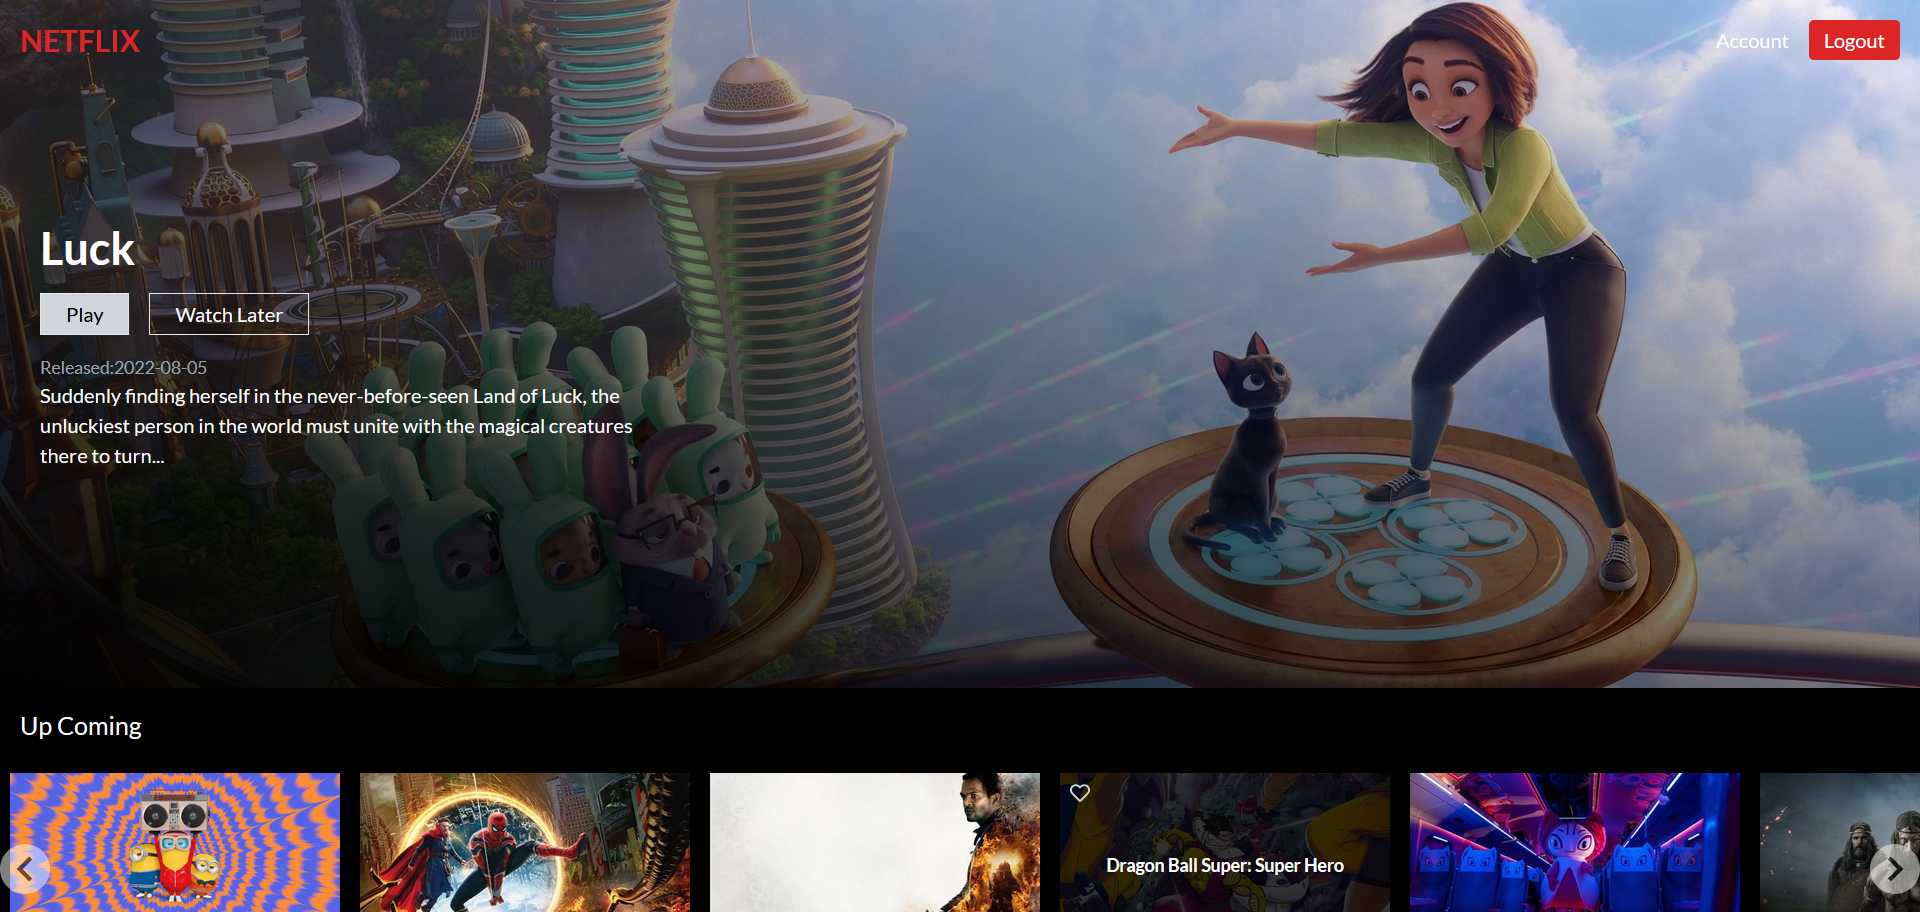 NETFLIX
Account
Logout
Luck
Play
Watch Later
Released:2022-08-05
Suddenly finding herself in the never-before-seen Land of Luck, the
unluckiest person in the world must unite with the magical creatures
there to turn...
Up Coming
Dragon Ball Super: Super Hero